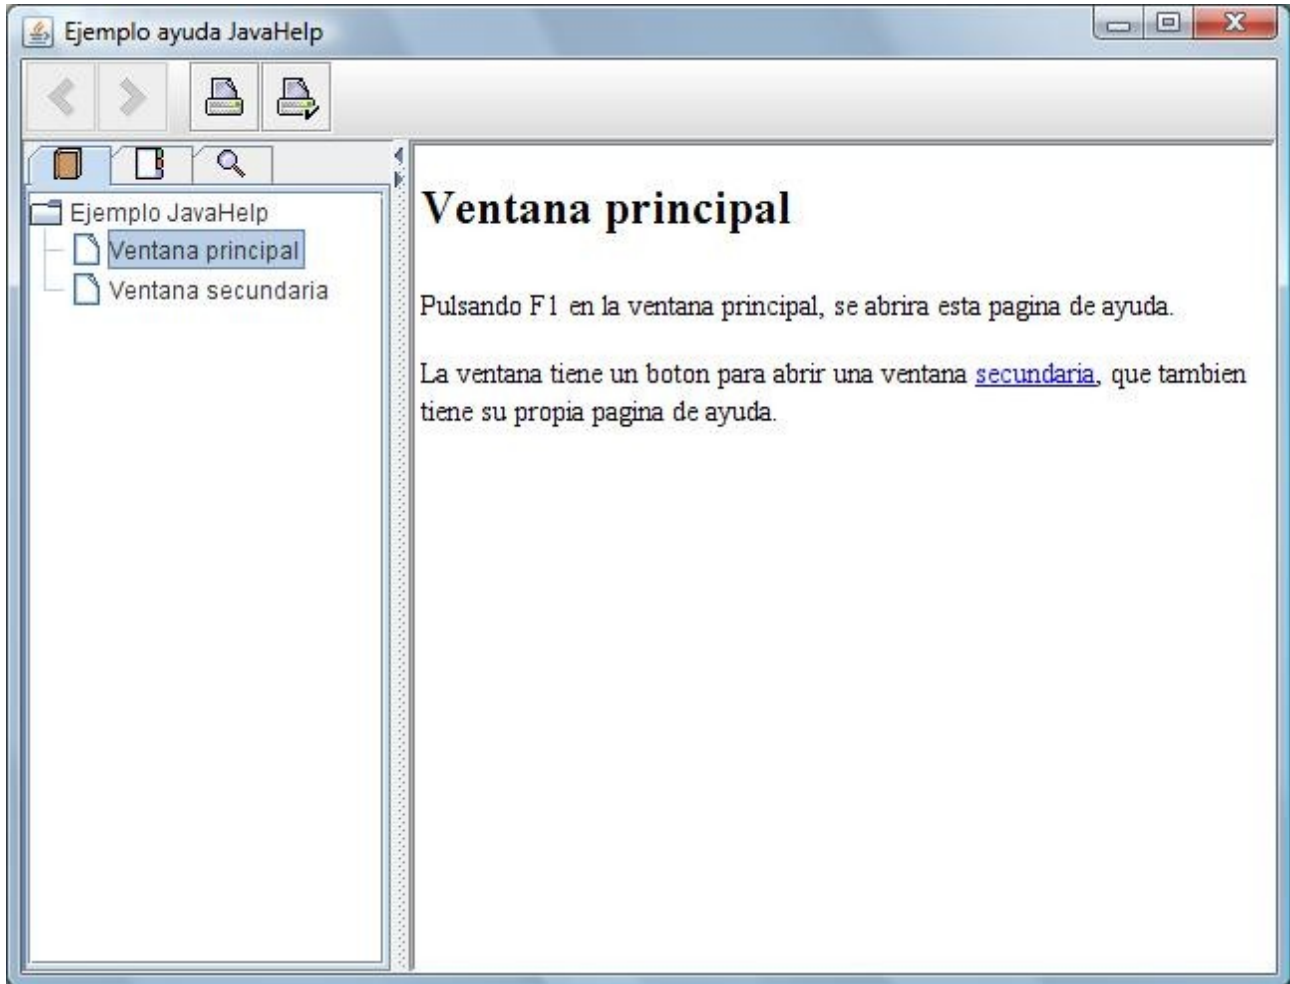 Ejemplo ayuda JavaHelp
Ejemplo JavaHelp
Ventana principal
Ventana secundaria
Ventana principal
Pulsando F1 en la ventana principal, se abrira esta pagina de ayuda.
La ventana tiene un boton para abrir una ventana secundaria, que tambien
tiene su propia pagina de ayuda.